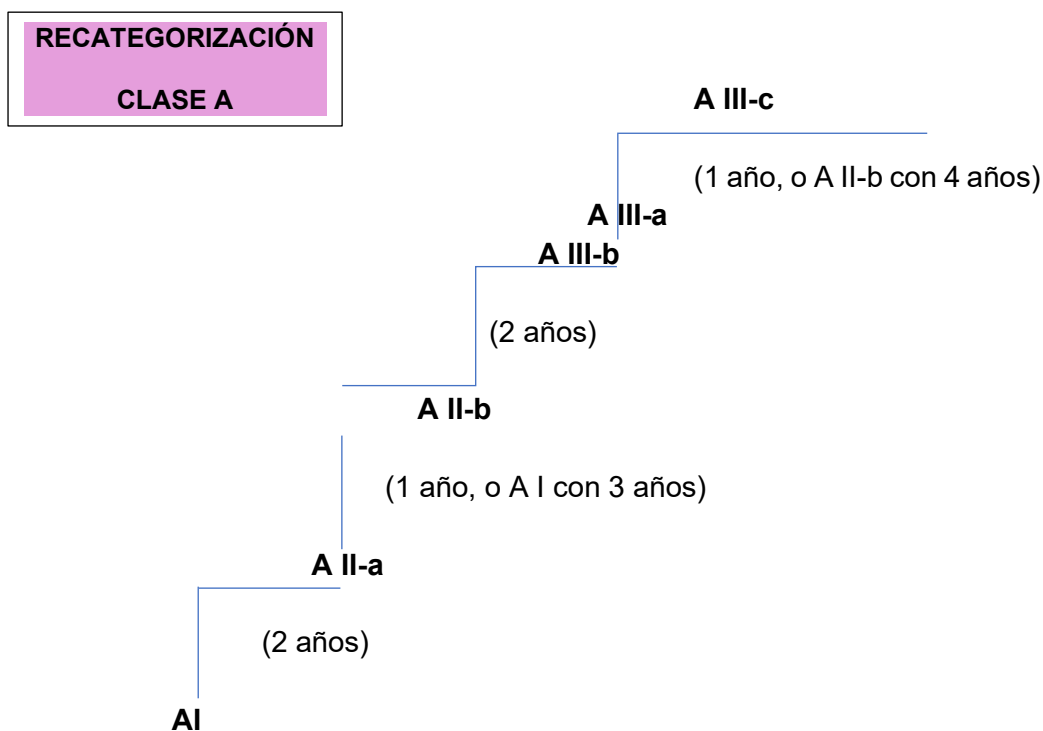 RECATEGORIZACIÓN
CLASE A
A III-c
(1 año, o A II-b con 4 años)
A III-a
A III-b
(2 años)
A II-b
(1 año, o A I con 3 años)
A II-a
(2 años)
AI